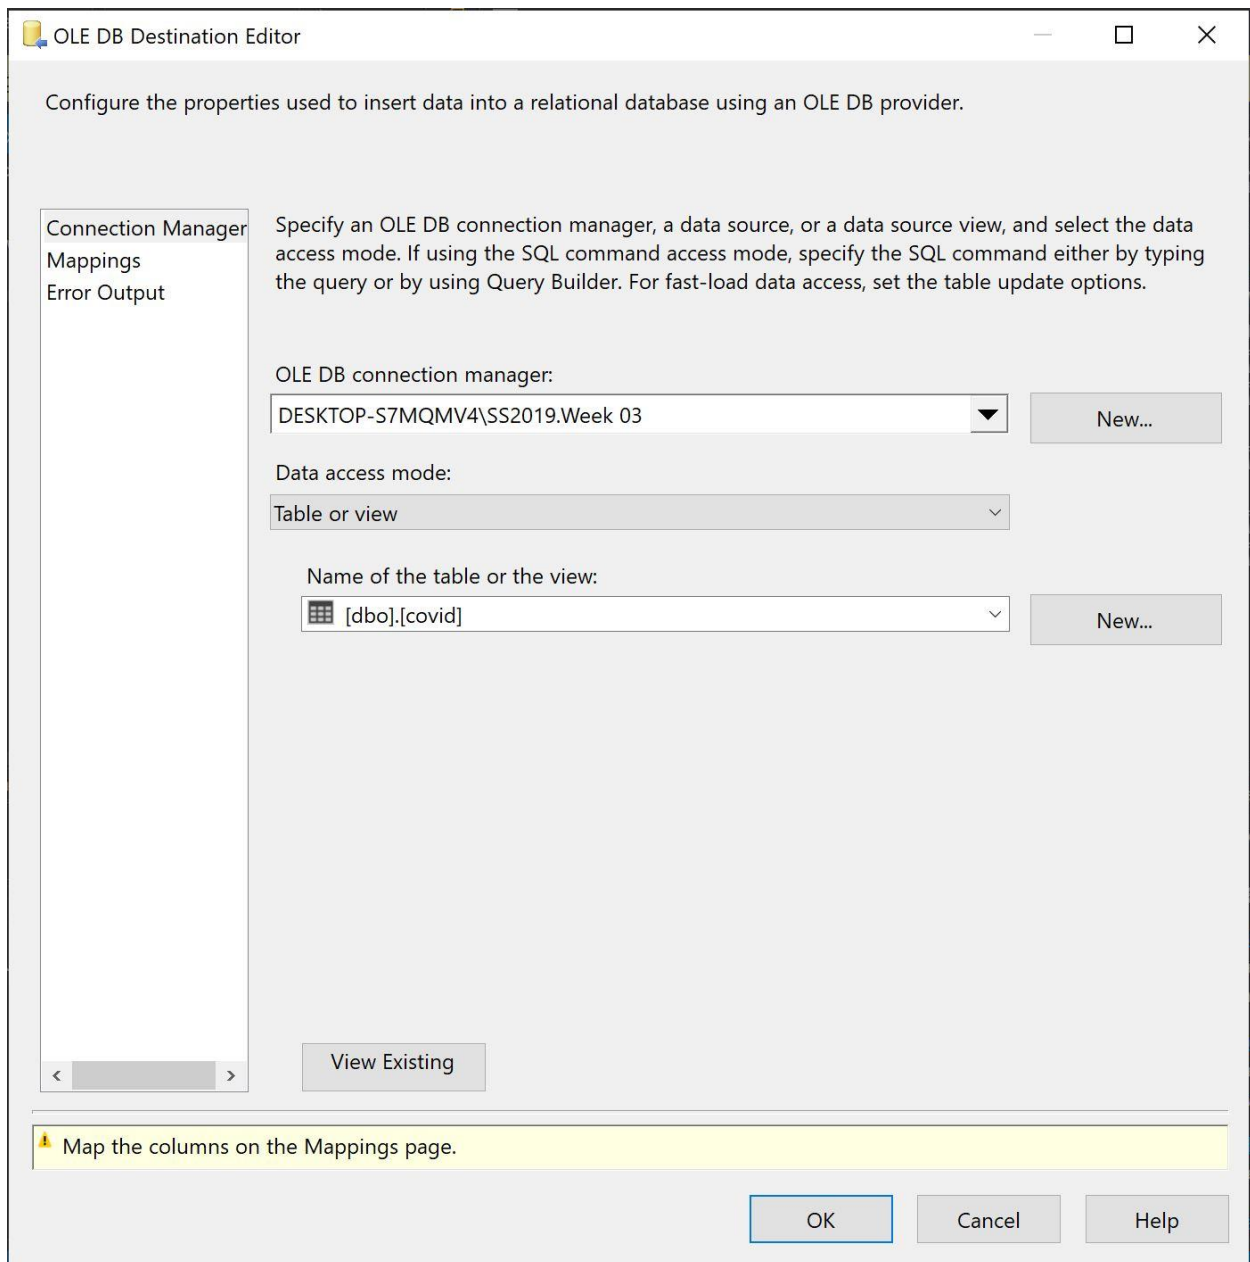 OLE DB Destination Editor
Configure the properties used to insert data into a relational database using an OLE DB provider.
Connection Manager
Mappings
Error Output
Specify an OLE DB connection manager, a data source, or a data source view, and select the data
access mode. If using the SQL command access mode, specify the SQL command either by typing
the query or by using Query Builder. For fast-load data access, set the table update options.
OLE DB connection manager:
DESKTOP-S7MQMV4\SS2019.Week 03
New...
Data access mode:
Table or view
Name of the table or the view:
[dbo].[covid]
New...
View Existing
Map the columns on the Mappings page.
OK
Cancel
Help